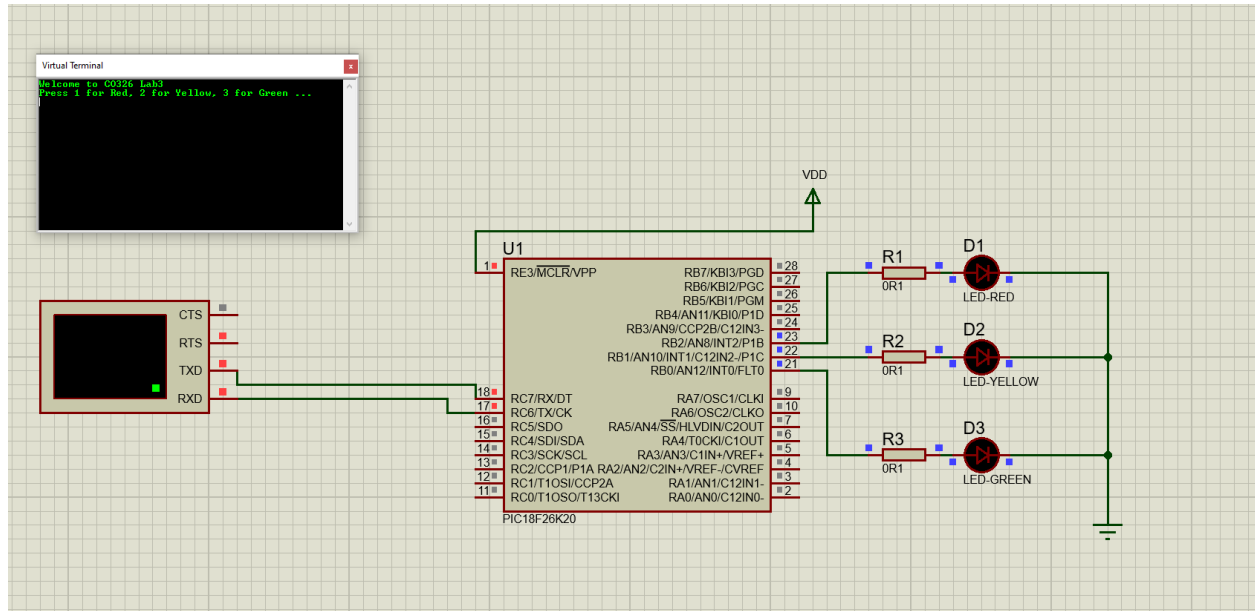 Virtual Terminal
x
Welcome to CO326 Lab3
Press 1 for Red, 2 for Yellow, 3 for Green ...
VDD
U1
1
RE3/MCLR/VPP
RB7/KBI3/PGD
28
RB6/KBI2/PGC
27
RB5/KBI1/PGM
26
RB4/AN11/KBI0/P1D
25
RB3/AN9/CCP2B/C12IN3-
24
RB2/AN8/INT2/P1B
23
RB1/AN10/INT1/C12IN2-/P1C
22
RB0/AN12/INT0/FLT0
21
18
RC7/RX/DT
RA7/OSC1/CLKI
9
17
RC6/TX/CK
RA6/OSC2/CLKO
10
16
RC5/SDO
RA5/AN4/SS/HLVDIN/C2OUT
7
15
RC4/SDI/SDA
RA4/T0CKI/C1OUT
6
14
RC3/SCK/SCL
RA3/AN3/C1IN+/VREF+
5
13
RC2/CCP1/P1A
RA2/AN2/C2IN+/VREF-/CVREF
4
12
RC1/T1OSI/CCP2A
RA1/AN1/C12IN1-
3
11
RC0/T1OSO/T13CKI
RA0/AN0/C12IN0-
2
PIC18F26K20
CTS
RTS
TXD
RXD
R1
0R1
D1
LED-RED
R2
0R1
D2
LED-YELLOW
R3
0R1
D3
LED-GREEN